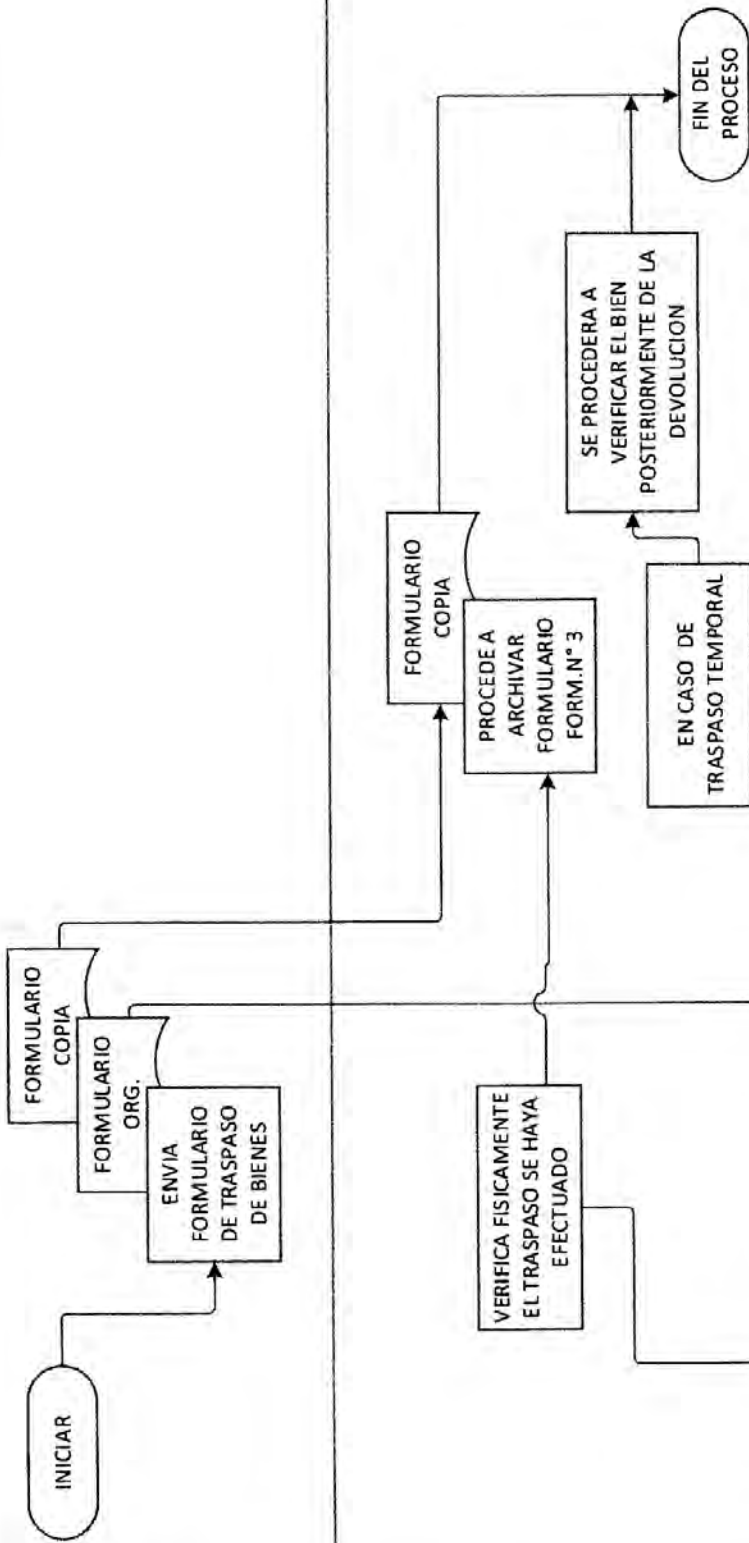 INICIAR
ENVIA
FORMULARIO
DE TRASPASO
DE BIENES
FORMULARIO
ORG.
FORMULARIO
COPIA
VERIFICA FISICAMENTE
EL TRASPASO SE HAYA
EFECTUADO
PROCEDE A
ARCHIVAR
FORMULARIO
FORM.N° 3
FORMULARIO
COPIA
EN CASO DE
TRASPASO TEMPORAL
SE PROCEDERA A
VERIFICAR EL BIEN
POSTERIORMENTE DE LA
DEVOLUCION
FIN DEL
PROCESO